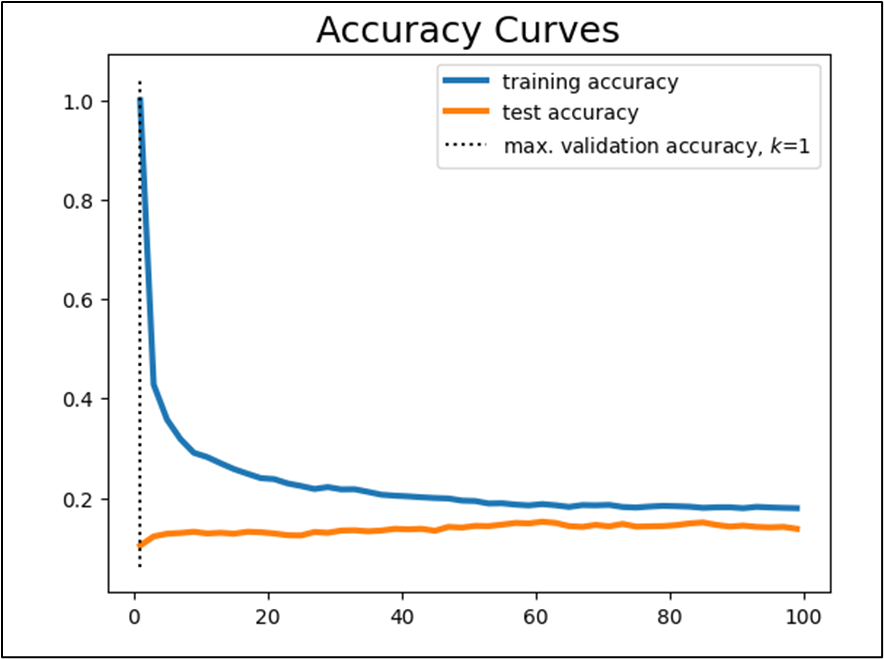 Accuracy Curves
training accuracy
test accuracy
max. validation accuracy, k=1
1.0
0.8
0.6
0.4
0.2
0 20 40 60 80 100